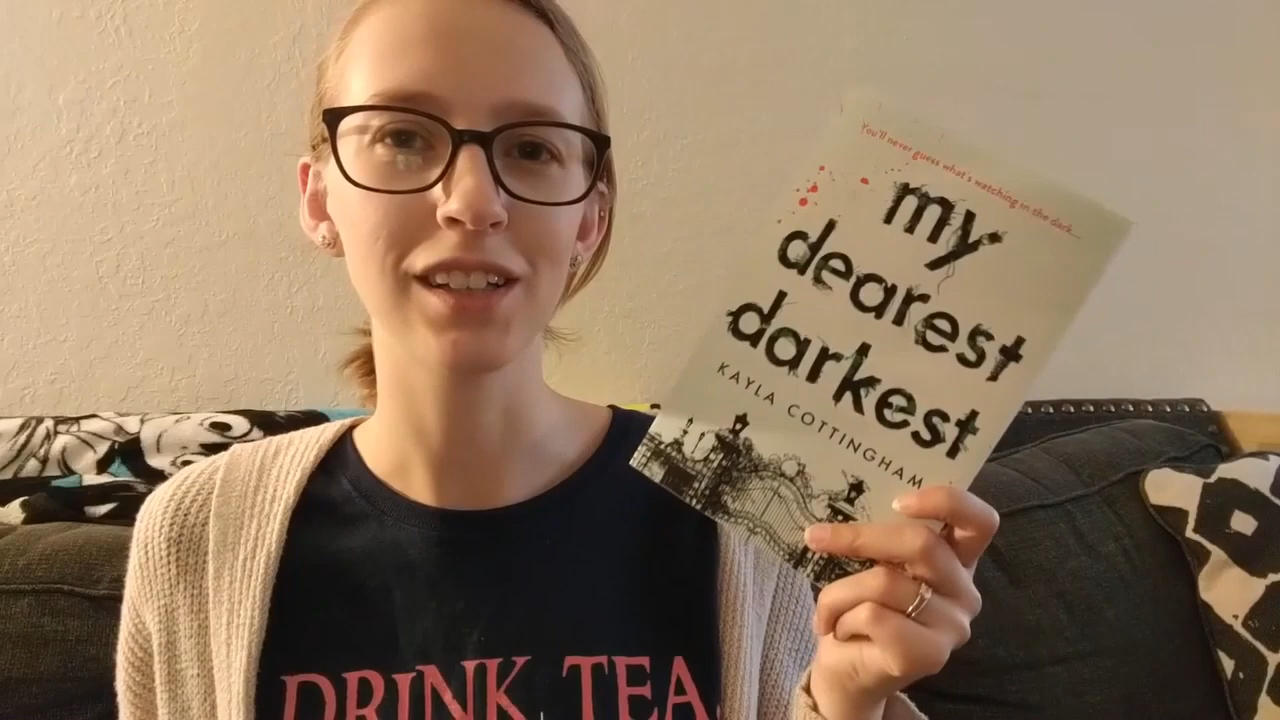 You'll never guess what's watching in the dark...
my
dearest
darkest
KAYLA COTTINGHAM
DRINK TEA